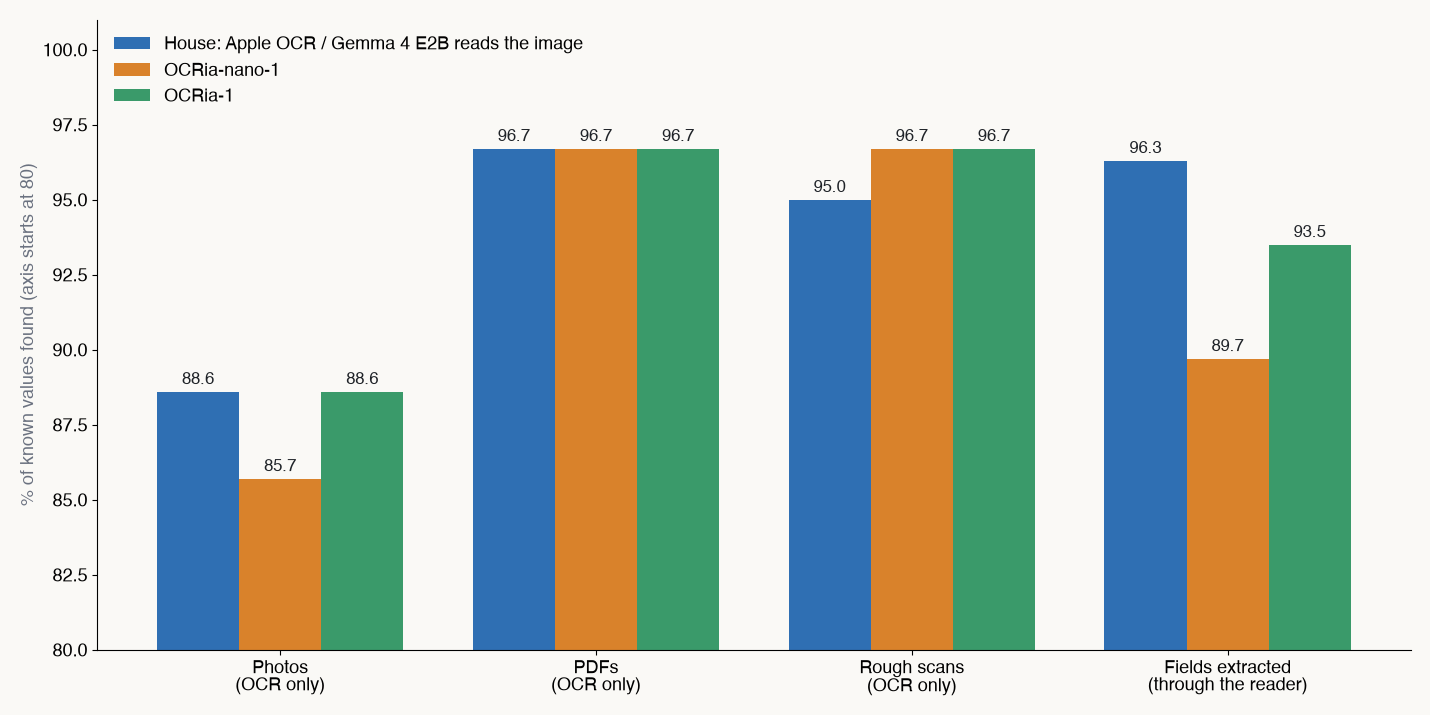 House: Apple OCR / Gemma 4 E2B reads the image
OCRia-nano-1
OCRia-1
% of known values found (axis starts at 80)
100.0
97.5
95.0
92.5
90.0
87.5
85.0
82.5
80.0
88.6
85.7
88.6
96.7
96.7
96.7
95.0
96.7
96.7
96.3
89.7
93.5
Photos
(OCR only)
PDFs
(OCR only)
Rough scans
(OCR only)
Fields extracted
(through the reader)